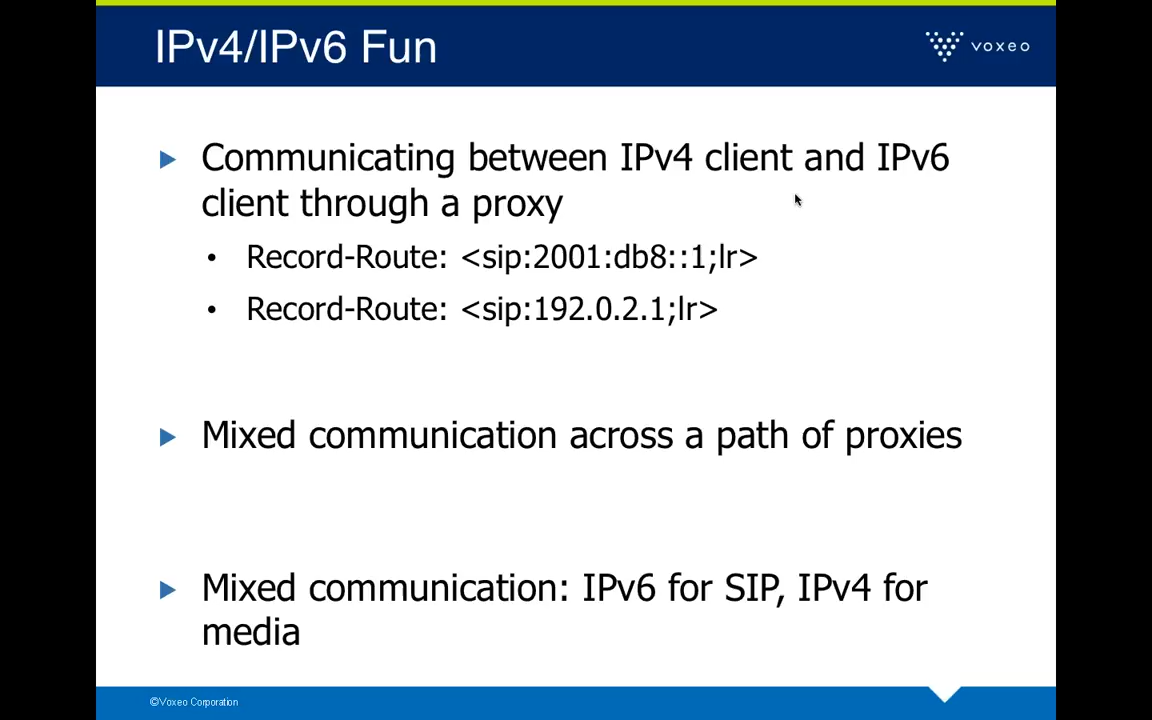 IPv4/IPv6 Fun
voxeo
Communicating between IPv4 client and IPv6
client through a proxy
• Record-Route: <sip:2001:db8::1;lr>
• Record-Route: <sip:192.0.2.1;lr>
Mixed communication across a path of proxies
Mixed communication: IPv6 for SIP, IPv4 for
media
©Voxeo Corporation